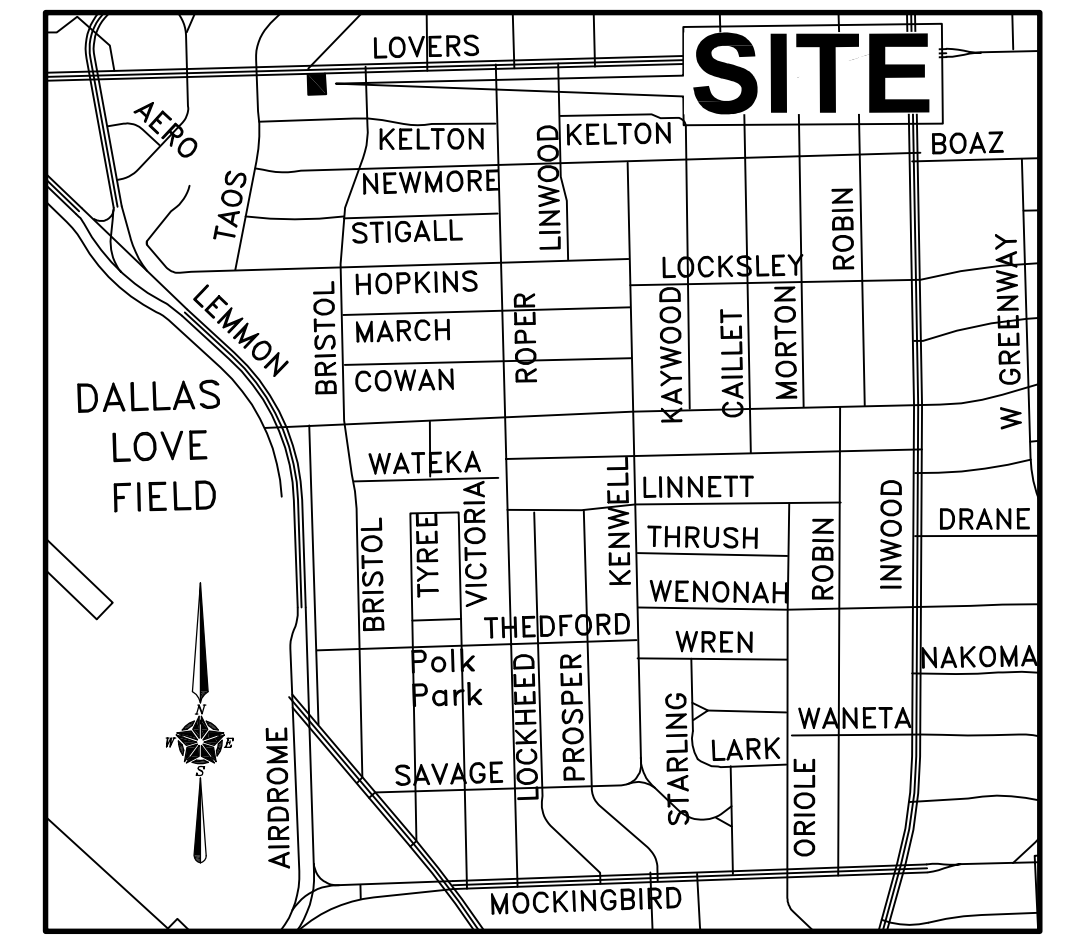 LOVERS
SITE
AERO
KELTON
LINWOOD
KELTON
BOAZ
TAOS
NEWMORE
ROBIN
STIGALL
LOCKSLEY
W GREENWAY
LEMMON
BRISTOL
HOPKINS
ROPER
KAYWOOD
CAILLET
MORTON
MARCH
COWAN
DALLAS
LOVE
FIELD
WATEKA
VICTORIA
KENWELL
LINNETT
INWOOD
DRANE
BRISTOL
TYREE
THRUSH
ROBIN
WENONAH
THEDFORD
WREN
NAKOMA
Polk
Park
LOCKHEED
PROSPER
STARLING
WANETA
N
W
E
S
AIRDROME
LARK
SAVAGE
ORIOLE
MOCKINGBIRD